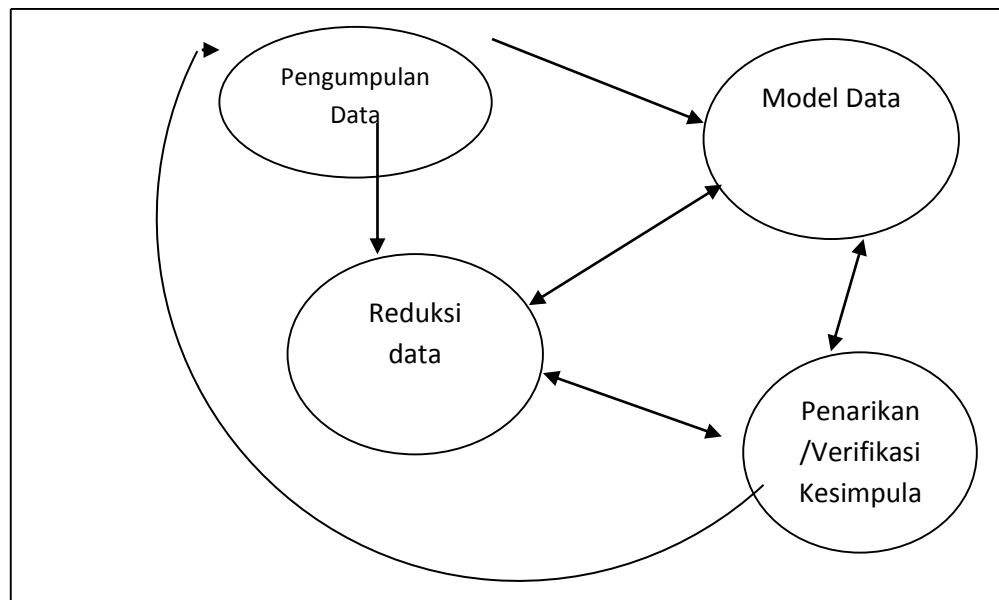 Pengumpulan
Data
Model Data
Reduksi
data
Penarikan
/Verifikasi
Kesimpula